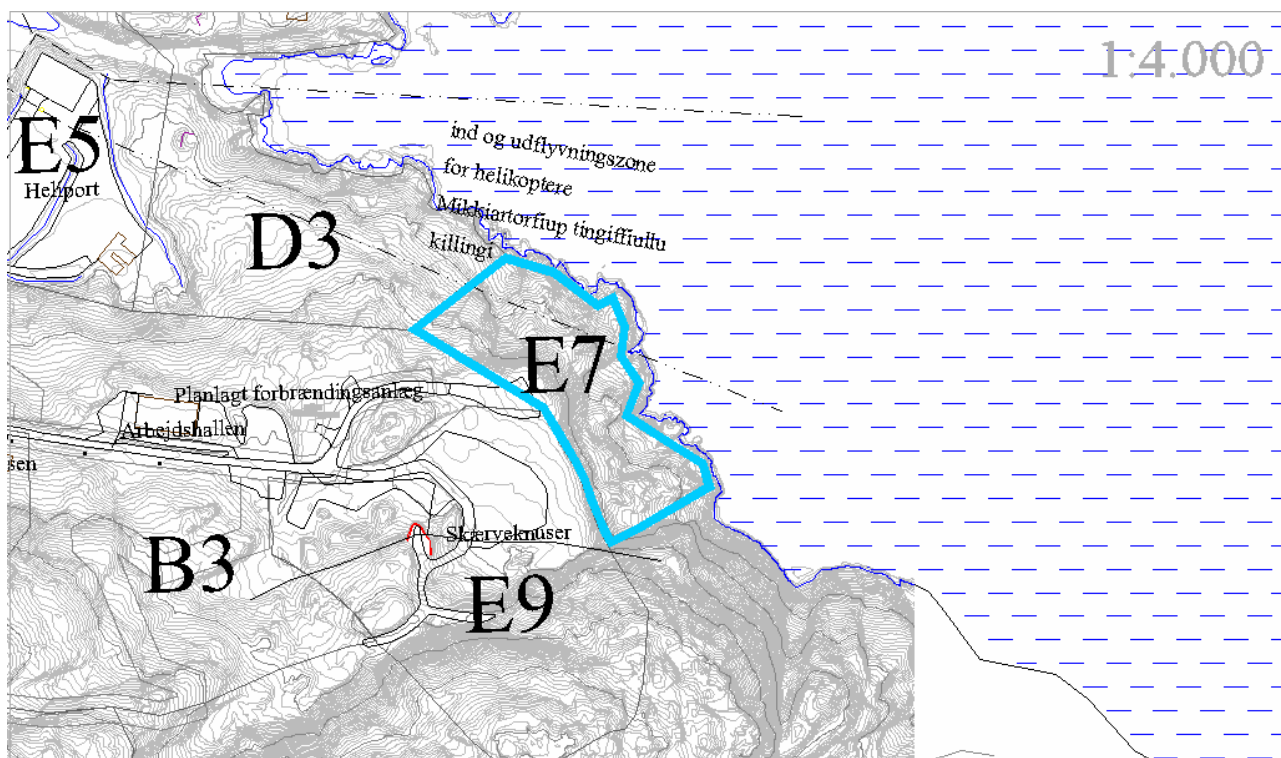 1:4.000
ind og udflyvningszone
for helikoptere
Mikkiartorfiup tingiffiullu
killingi
E5
Heliport
D3
E7
Planlagt forbrændingsanlæg
Arbejdshallen
sen
Skærveknuser
B3
E9